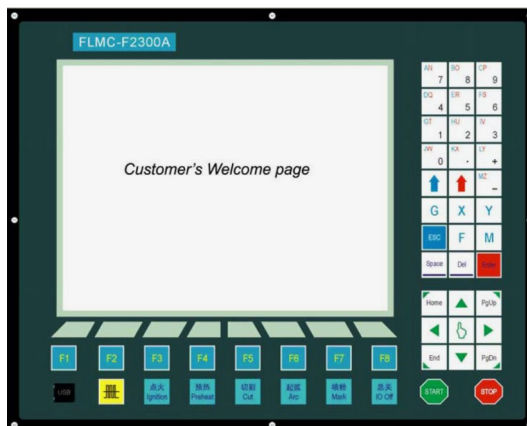 FLMC-F2300A
Customer's Welcome page
AN 7 BO 8 CP 9
DQ 4 ER 5 FS 6
GT 1 HU 2 IV 3
JW 0 KX . LY +
MZ -
G X Y
ESC F M
Space Del Enter
Home PgUp
End PgDn
F1 F2 F3 F4 F5 F6 F7 F8
USB
点火 预热 切割 起弧 喷粉 总关
Ignition Preheat Cut Arc Mark IO Off
START STOP